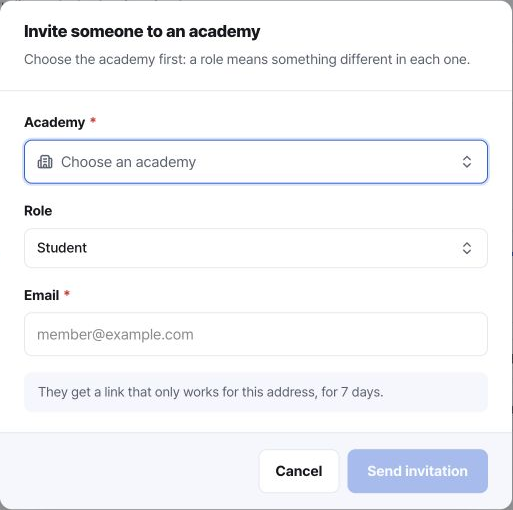 Invite someone to an academy
Choose the academy first: a role means something different in each one.
Academy *
Choose an academy
Role
Student
Email *
member@example.com
They get a link that only works for this address, for 7 days.
Cancel
Send invitation